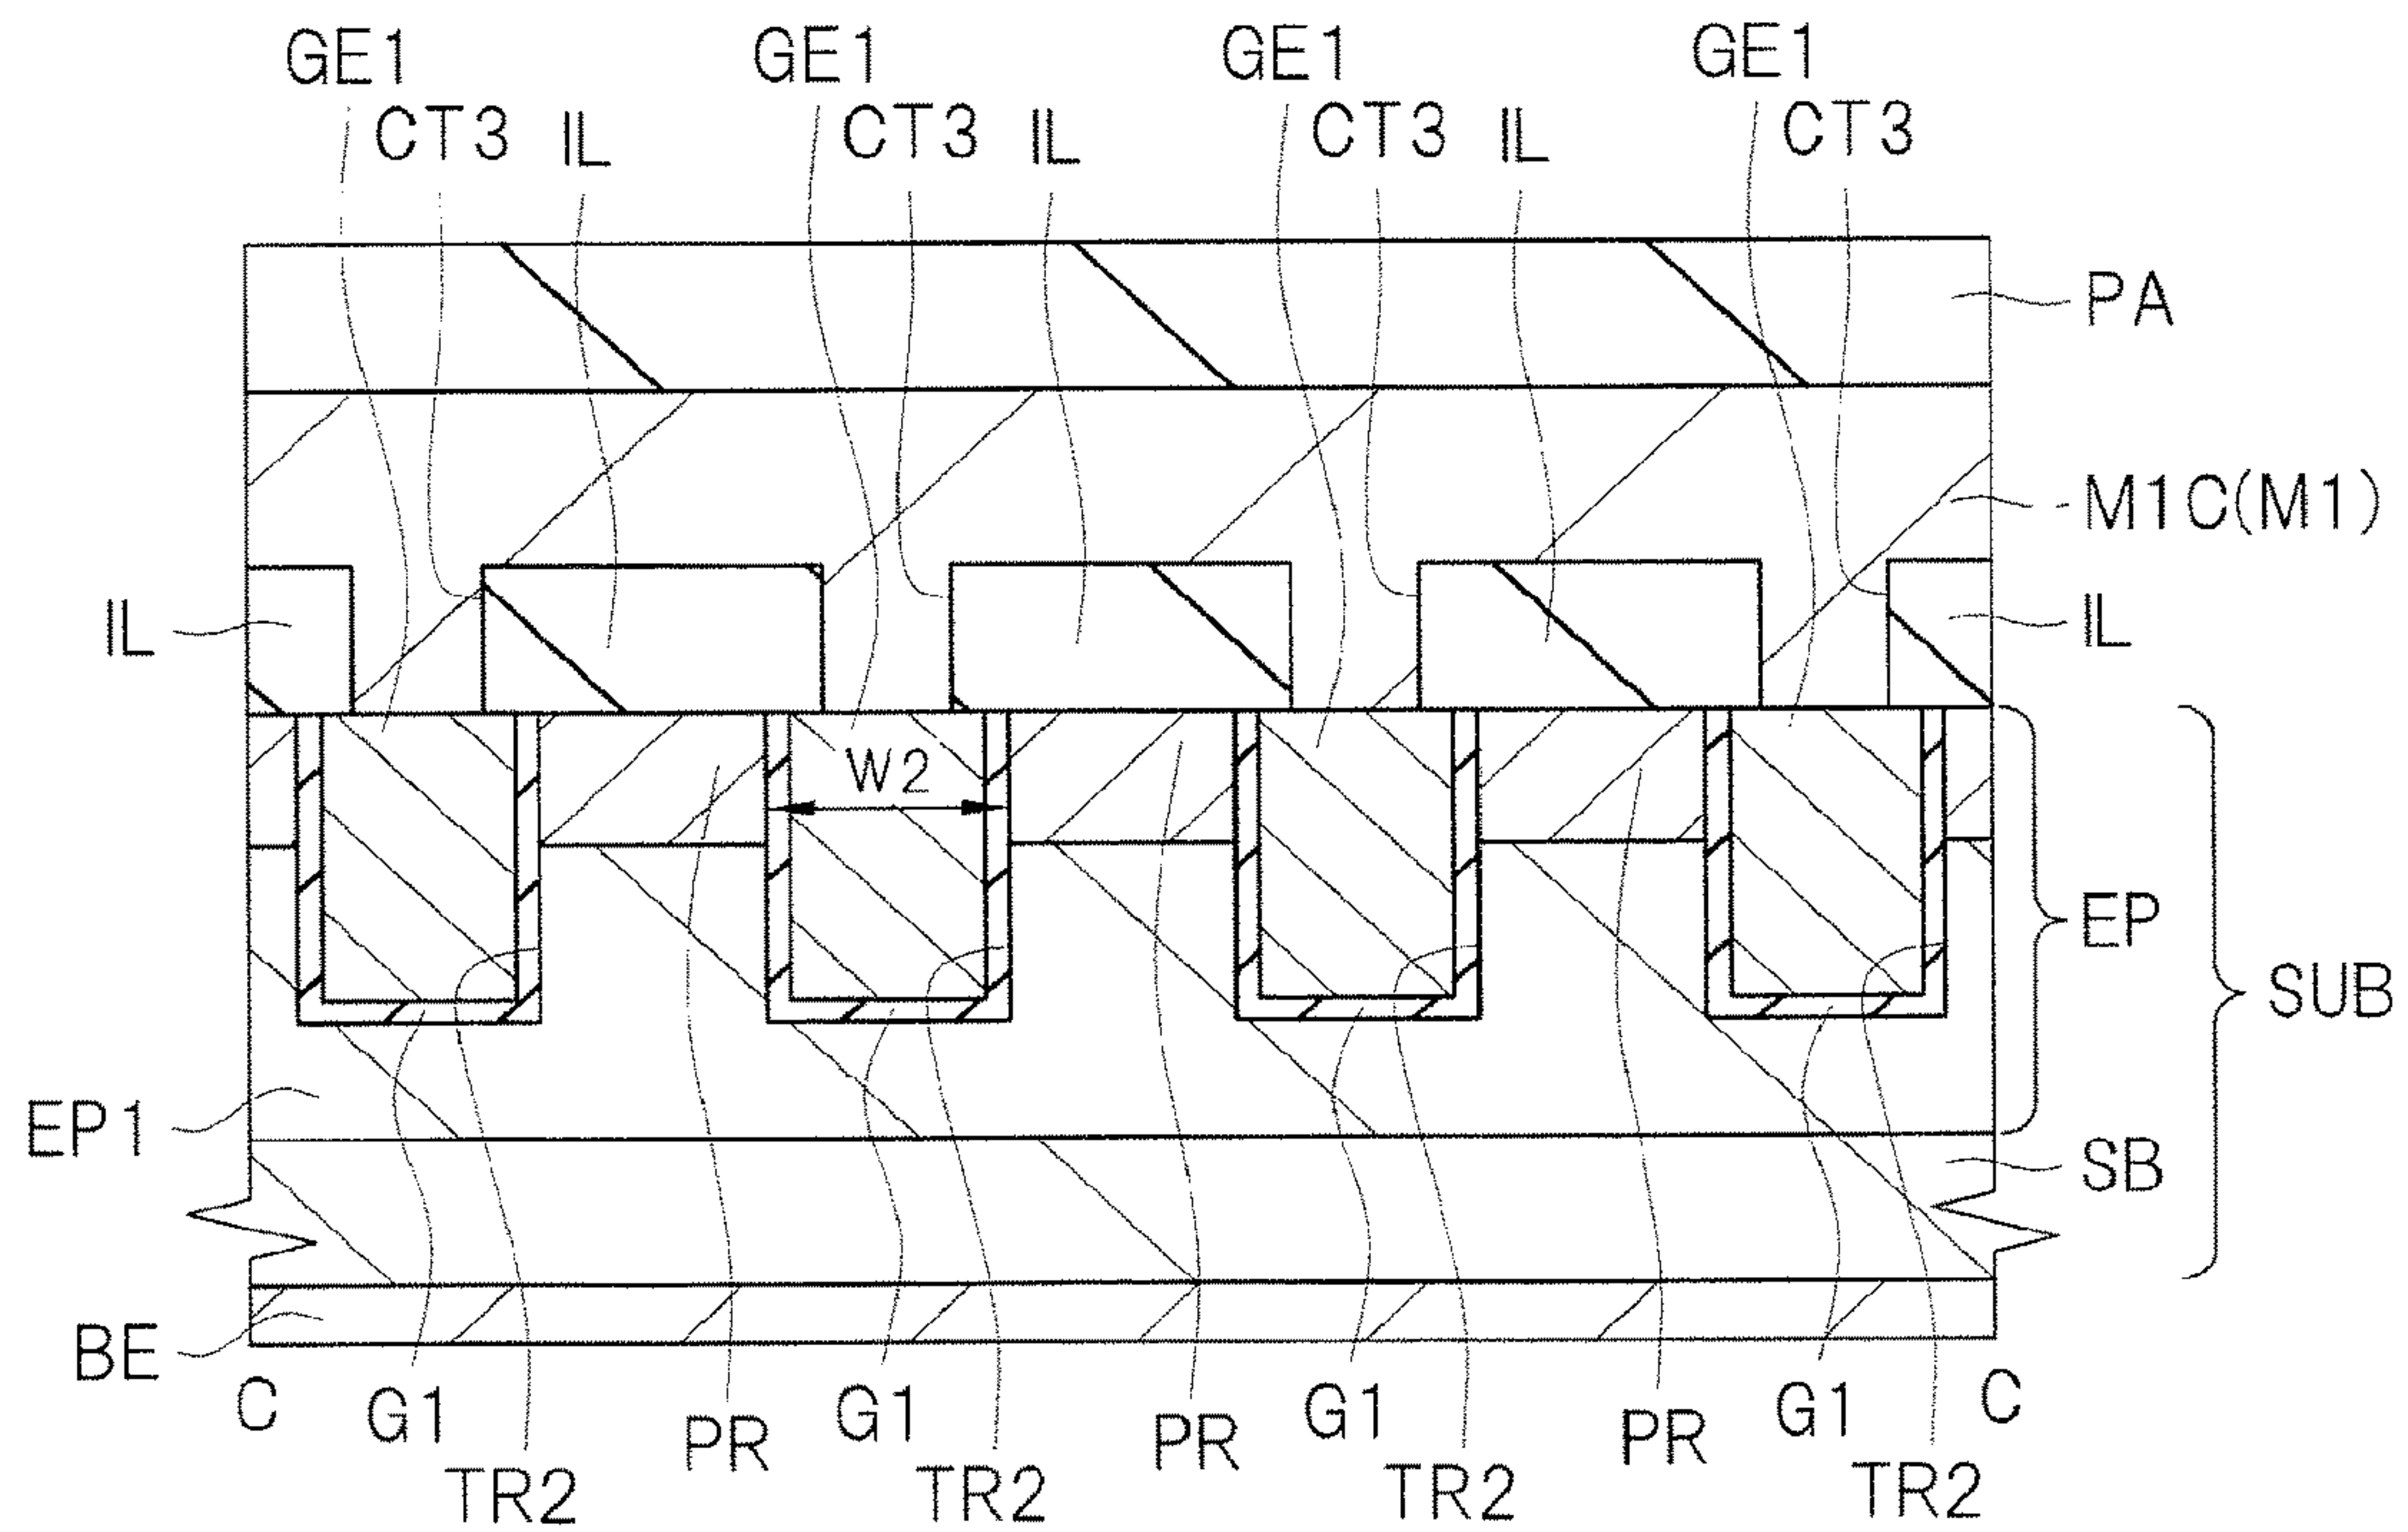 GE1 GE1 GE1 GE1
CT3 IL CT3 IL CT3 IL CT3
PA
M1C(M1)
IL IL
W2
EP
SUB
EP1
SB
BE
C G1 PR G1 PR G1 PR G1 C
TR2 TR2 TR2 TR2